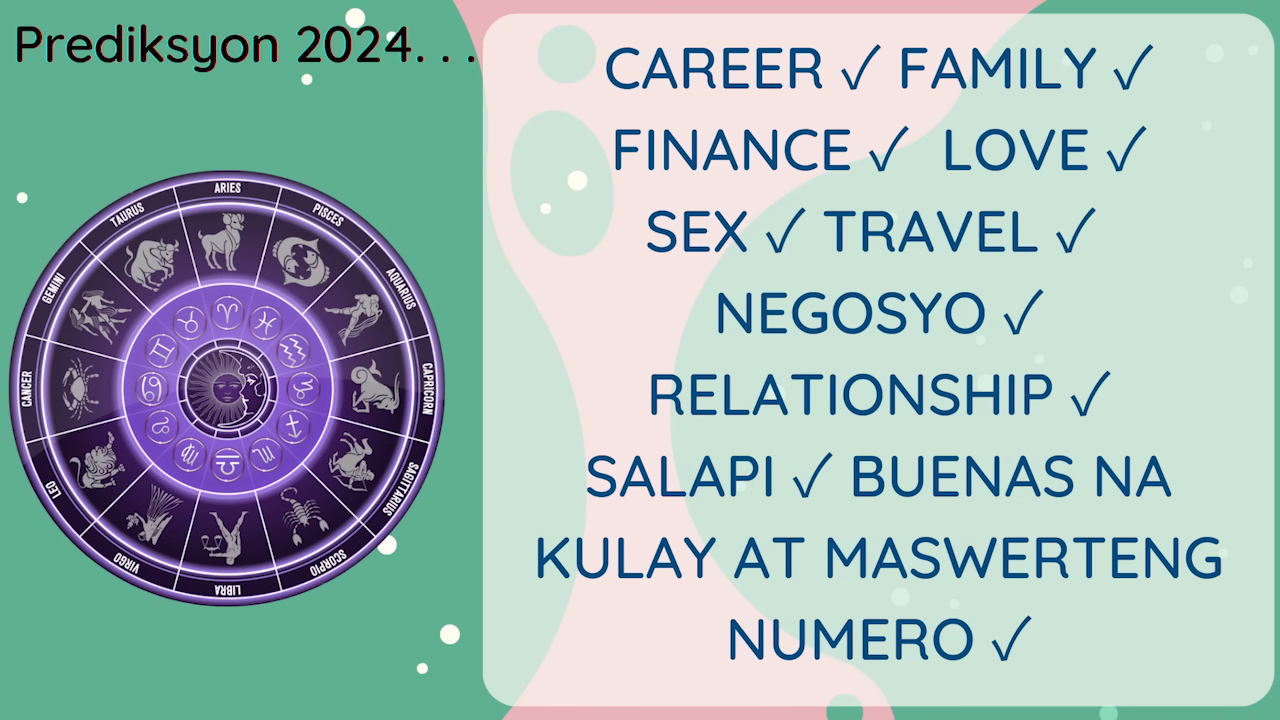 Prediksyon 2024. . .
CAREER ✓ FAMILY ✓
FINANCE ✓ LOVE ✓
SEX ✓ TRAVEL ✓
NEGOSYO ✓
RELATIONSHIP ✓
SALAPI ✓ BUENAS NA
KULAY AT MASWERTENG
NUMERO ✓
ARIES
PISCES
AQUARIUS
CAPRICORN
SAGITTARIUS
SCORPIO
LIBRA
VIRGO
LEO
CANCER
GEMINI
TAURUS